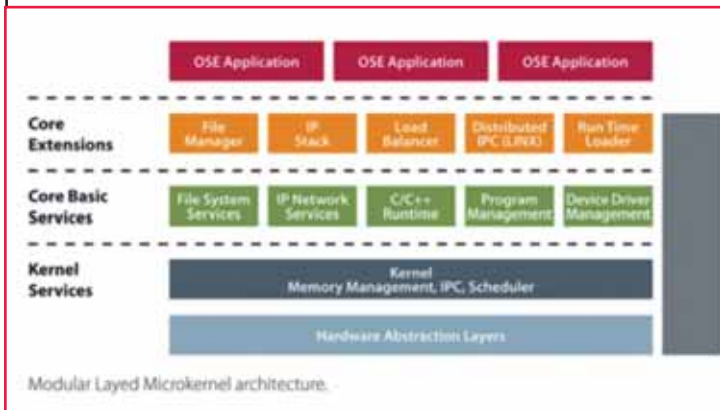 OSE Application OSE Application OSE Application
Core
Extensions
File
Manager
IP
Stack
Load
Balancer
Distributed
IPC (LINX)
Run Time
Loader
Core Basic
Services
File System
Services
IP Network
Services
C/C++
Runtime
Program
Management
Device Driver
Management
Kernel
Services
Kernel
Memory Management, IPC, Scheduler
Hardware Abstraction Layers
Modular Layed Microkernel architecture.